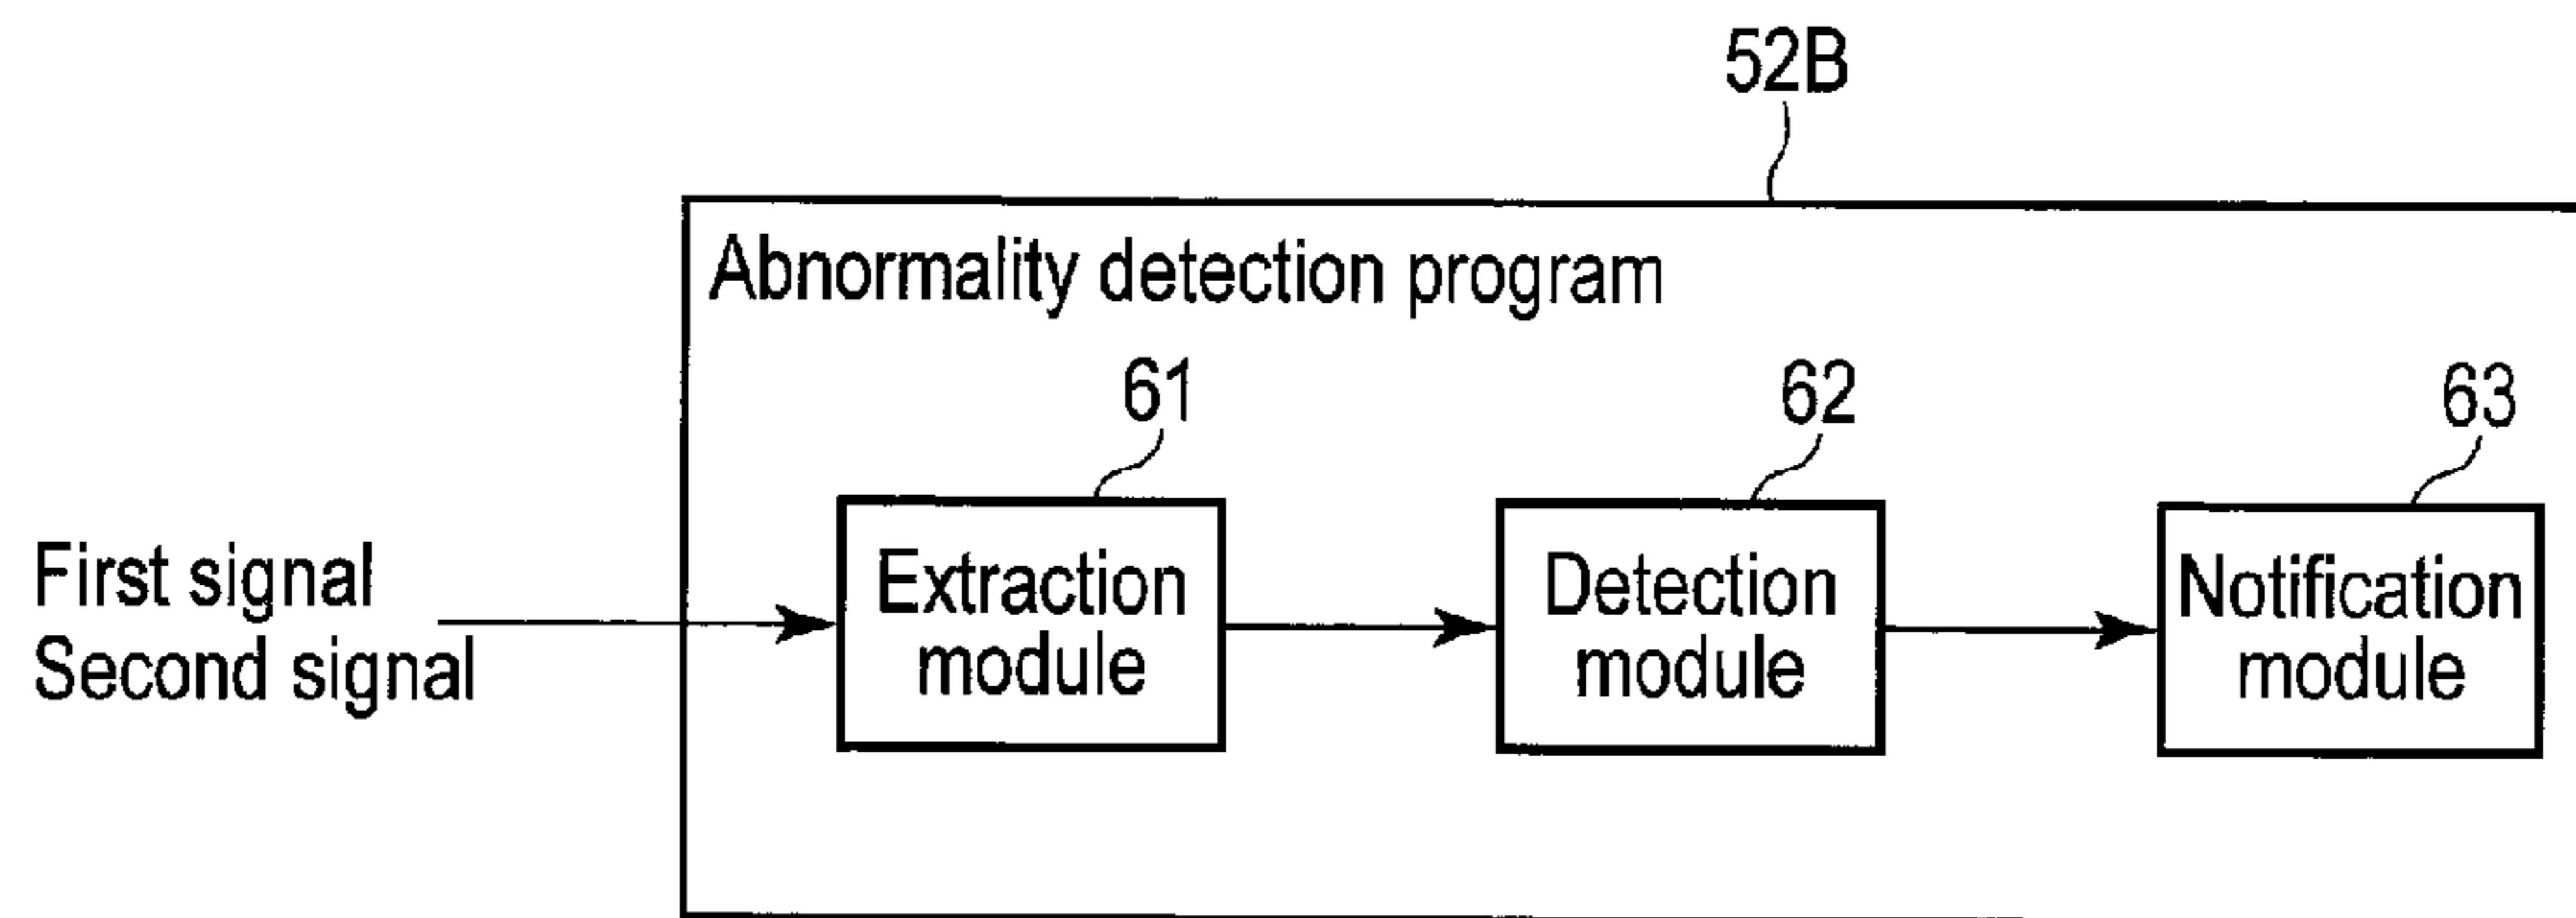 52B
Abnormality detection program
61
62
63
First signal
Second signal
Extraction
module
Detection
module
Notification
module